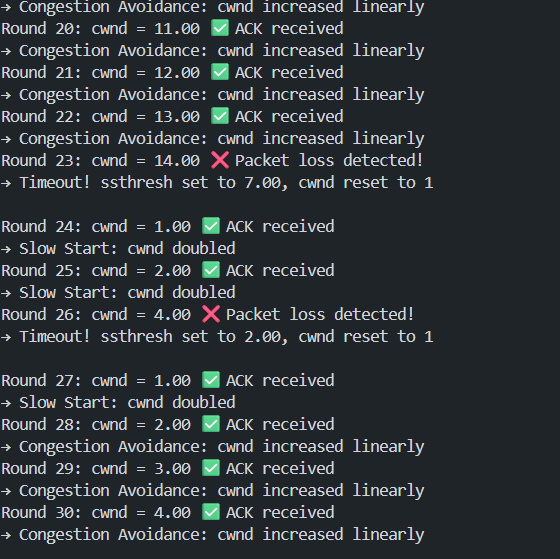 → Congestion Avoidance: cwnd increased linearly
Round 20: cwnd = 11.00 ✅ ACK received
→ Congestion Avoidance: cwnd increased linearly
Round 21: cwnd = 12.00 ✅ ACK received
→ Congestion Avoidance: cwnd increased linearly
Round 22: cwnd = 13.00 ✅ ACK received
→ Congestion Avoidance: cwnd increased linearly
Round 23: cwnd = 14.00 ❌ Packet loss detected!
→ Timeout! ssthresh set to 7.00, cwnd reset to 1

Round 24: cwnd = 1.00 ✅ ACK received
→ Slow Start: cwnd doubled
Round 25: cwnd = 2.00 ✅ ACK received
→ Slow Start: cwnd doubled
Round 26: cwnd = 4.00 ❌ Packet loss detected!
→ Timeout! ssthresh set to 2.00, cwnd reset to 1

Round 27: cwnd = 1.00 ✅ ACK received
→ Slow Start: cwnd doubled
Round 28: cwnd = 2.00 ✅ ACK received
→ Congestion Avoidance: cwnd increased linearly
Round 29: cwnd = 3.00 ✅ ACK received
→ Congestion Avoidance: cwnd increased linearly
Round 30: cwnd = 4.00 ✅ ACK received
→ Congestion Avoidance: cwnd increased linearly